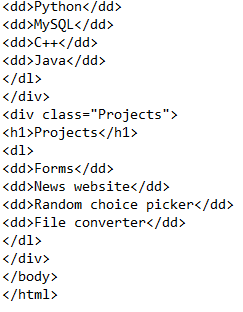 <dd>Python</dd>
<dd>MySQL</dd>
<dd>C++</dd>
<dd>Java</dd>
</dl>
</div>
<div class="Projects">
<h1>Projects</h1>
<dl>
<dd>Forms</dd>
<dd>News website</dd>
<dd>Random choice picker</dd>
<dd>File converter</dd>
</dl>
</div>
</body>
</html>